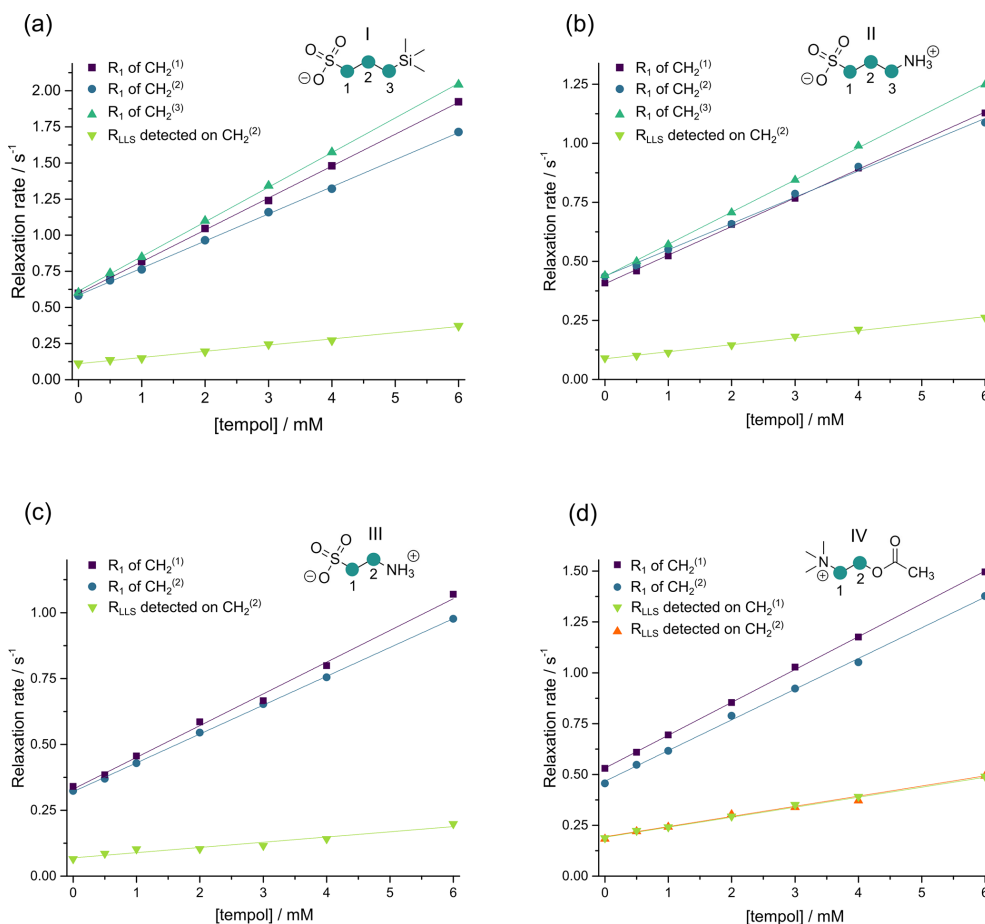 (a)
I
R₁ of CH₂⁽¹⁾
R₁ of CH₂⁽²⁾
R₁ of CH₂⁽³⁾
R_LLS detected on CH₂⁽²⁾
O
O
S
⊖
O
Si
1
2
3
2.00
1.75
1.50
1.25
1.00
0.75
0.50
0.25
0.00
Relaxation rate / s⁻¹
0 1 2 3 4 5 6
[tempol] / mM
(b)
II
R₁ of CH₂⁽¹⁾
R₁ of CH₂⁽²⁾
R₁ of CH₂⁽³⁾
R_LLS detected on CH₂⁽²⁾
O
O
S
⊖
O
NH₃
⊕
1
2
3
1.25
1.00
0.75
0.50
0.25
0.00
Relaxation rate / s⁻¹
0 1 2 3 4 5 6
[tempol] / mM
(c)
III
R₁ of CH₂⁽¹⁾
R₁ of CH₂⁽²⁾
R_LLS detected on CH₂⁽²⁾
O
O
S
⊖
O
NH₃
⊕
1
2
1.00
0.75
0.50
0.25
0.00
Relaxation rate / s⁻¹
0 1 2 3 4 5 6
[tempol] / mM
(d)
IV
R₁ of CH₂⁽¹⁾
R₁ of CH₂⁽²⁾
R_LLS detected on CH₂⁽¹⁾
R_LLS detected on CH₂⁽²⁾
N
⊕
O
O
CH₃
1
2
1.50
1.25
1.00
0.75
0.50
0.25
0.00
Relaxation rate / s⁻¹
0 1 2 3 4 5 6
[tempol] / mM